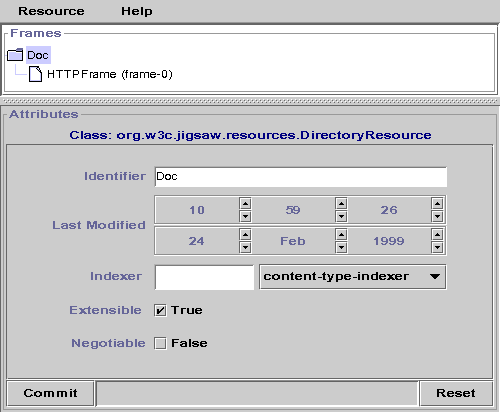 Resource Help
Frames
Doc
HTTPFrame (frame-0)
Attributes
Class: org.w3c.jigsaw.resources.DirectoryResource
Identifier Doc
Last Modified
10 59 26
24 Feb 1999
Indexer content-type-indexer
Extensible True
Negotiable False
Commit Reset